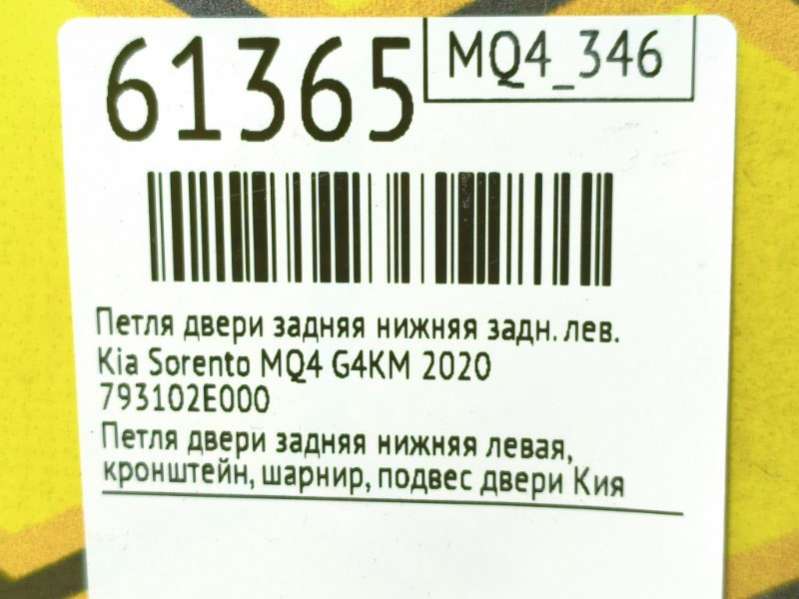 61365
MQ4_346
Петля двери задняя нижняя задн. лев.
Kia Sorento MQ4 G4KM 2020
793102E000
Петля двери задняя нижняя левая,
кронштейн, шарнир, подвес двери Кия